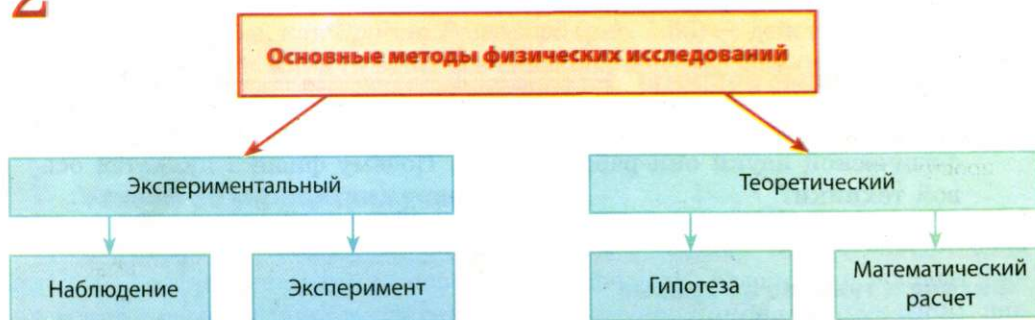 2
Основные методы физических исследований
Экспериментальный
Теоретический
Наблюдение
Эксперимент
Гипотеза
Математический
расчет